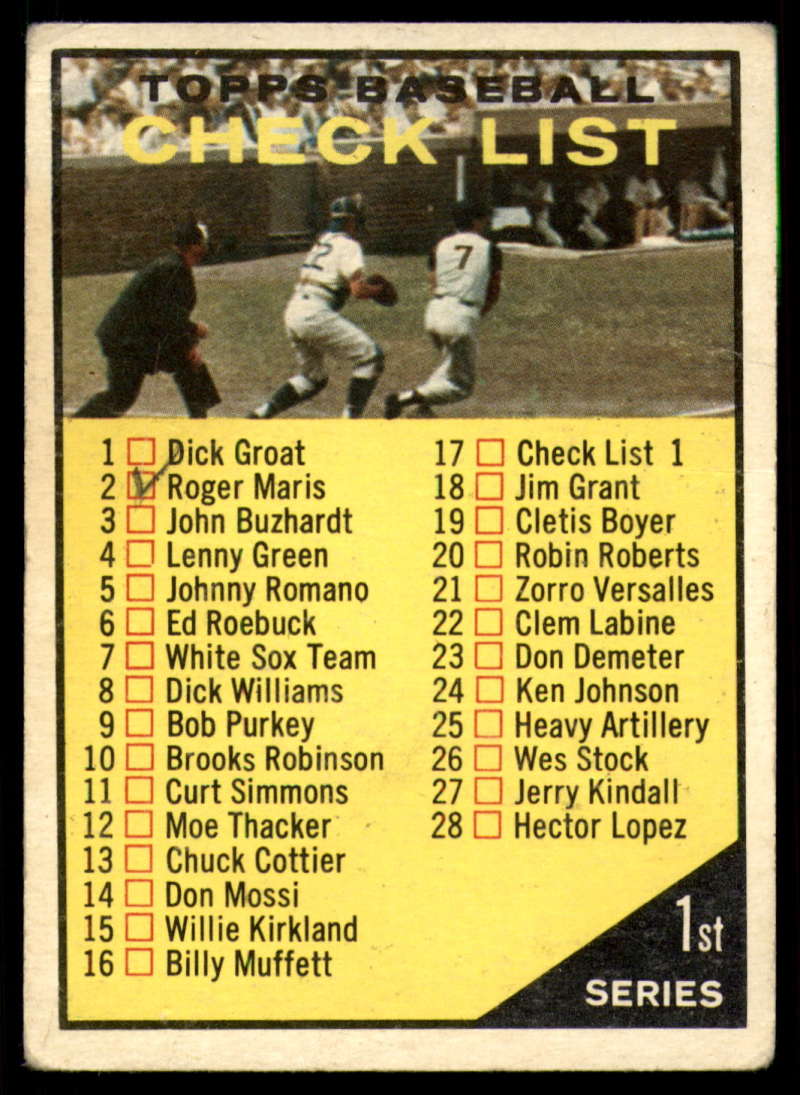 TOPPS BASEBALL
CHECK LIST
7
1 Dick Groat
2 Roger Maris
3 John Buzhardt
4 Lenny Green
5 Johnny Romano
6 Ed Roebuck
7 White Sox Team
8 Dick Williams
9 Bob Purkey
10 Brooks Robinson
11 Curt Simmons
12 Moe Thacker
13 Chuck Cottier
14 Don Mossi
15 Willie Kirkland
16 Billy Muffett
17 Check List 1
18 Jim Grant
19 Cletis Boyer
20 Robin Roberts
21 Zorro Versalles
22 Clem Labine
23 Don Demeter
24 Ken Johnson
25 Heavy Artillery
26 Wes Stock
27 Jerry Kindall
28 Hector Lopez
1st
SERIES